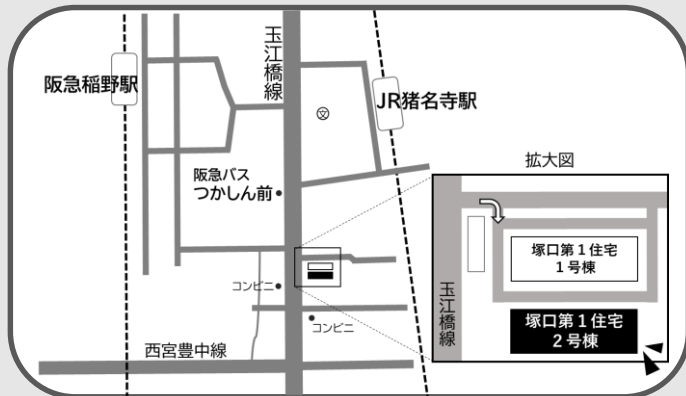 阪急稲野駅
玉江橋線
JR猪名寺駅
文
阪急バス
つかしん前
拡大図
塚口第1住宅
1号棟
玉江橋線
塚口第1住宅
2号棟
コンビニ
コンビニ
西宮豊中線